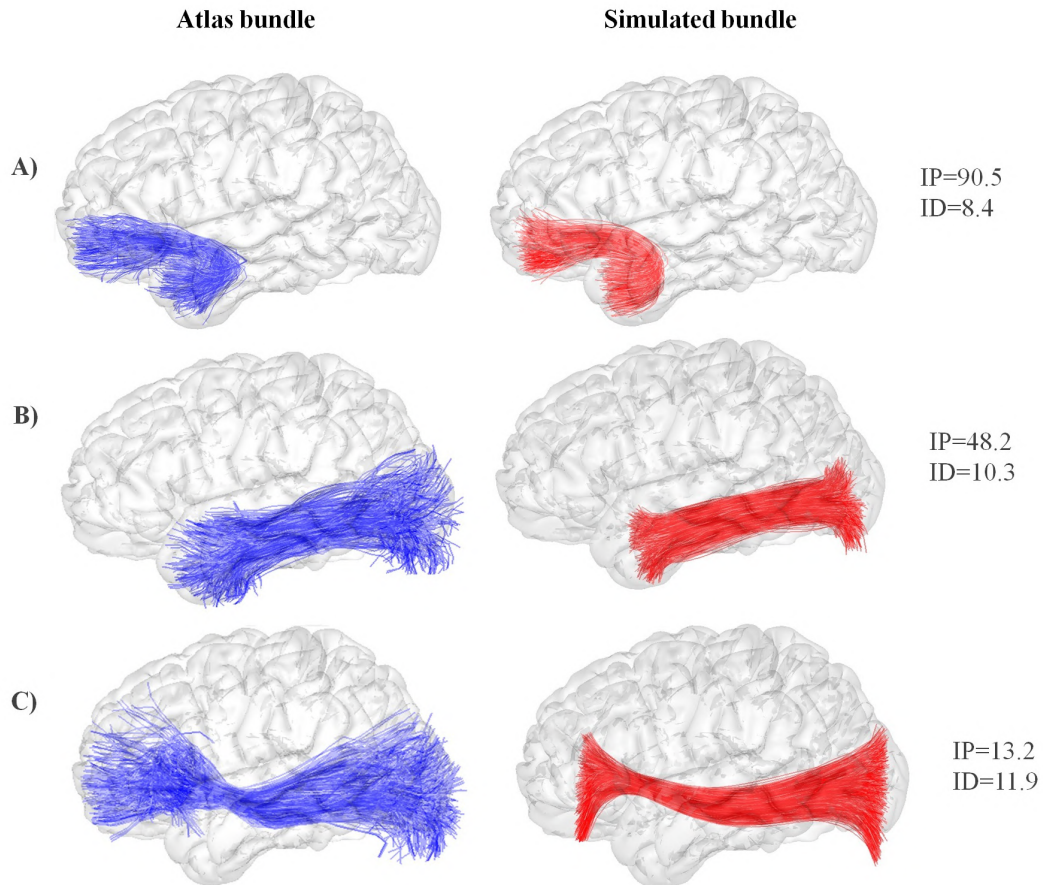 Atlas bundle
Simulated bundle
A)
IP=90.5
ID=8.4
B)
IP=48.2
ID=10.3
C)
IP=13.2
ID=11.9